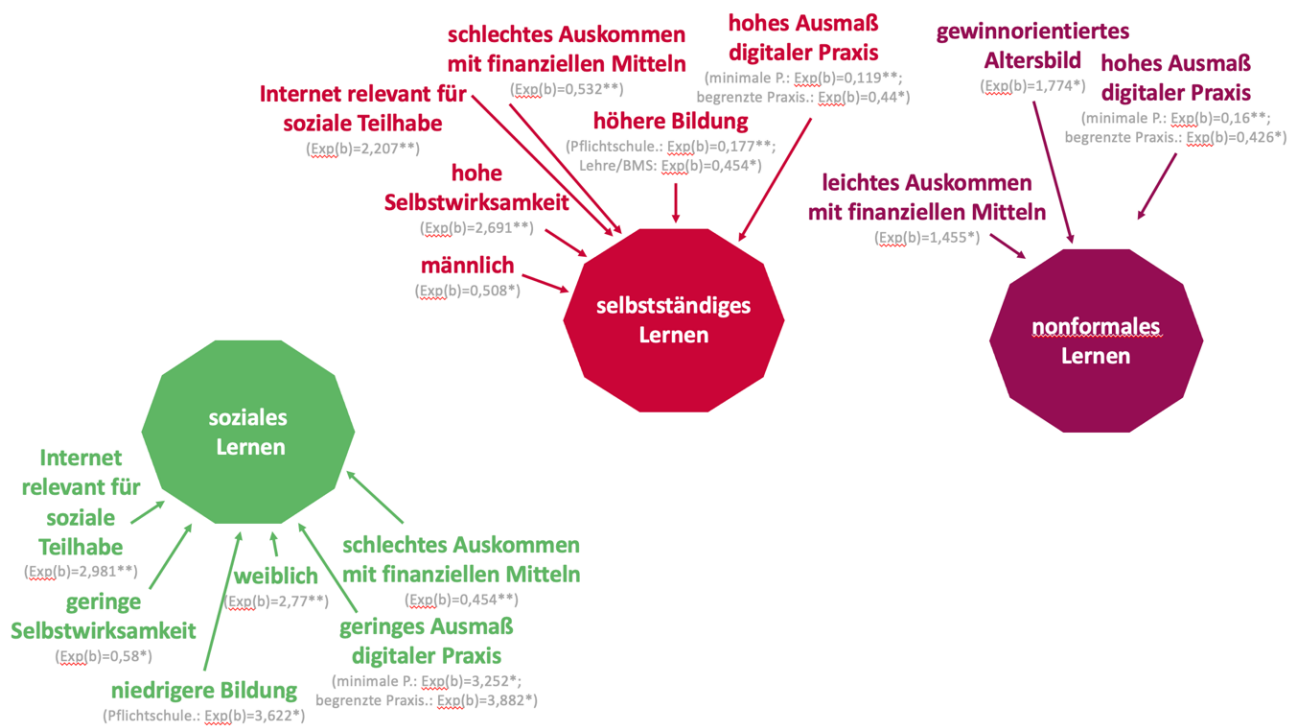 schlechtes Auskommen
mit finanziellen Mitteln
(Exp(b)=0,532**)
Internet relevant für
soziale Teilhabe
(Exp(b)=2,207**)
hohe
Selbstwirksamkeit
(Exp(b)=2,691**)
männlich
(Exp(b)=0,508*)
höhere Bildung
(Pflichtschule.: Exp(b)=0,177**;
Lehre/BMS: Exp(b)=0,454*)
hohes Ausmaß
digitaler Praxis
(minimale P.: Exp(b)=0,119**;
begrenzte Praxis.: Exp(b)=0,44*)
selbstständiges
Lernen
gewinnorientiertes
Altersbild
(Exp(b)=1,774*)
hohes Ausmaß
digitaler Praxis
(minimale P.: Exp(b)=0,16**;
begrenzte Praxis.: Exp(b)=0,426*)
leichtes Auskommen
mit finanziellen Mitteln
(Exp(b)=1,455*)
nonformales
Lernen
soziales
Lernen
Internet
relevant für
soziale
Teilhabe
(Exp(b)=2,981**)
geringe
Selbstwirksamkeit
(Exp(b)=0,58*)
niedrigere Bildung
(Pflichtschule.: Exp(b)=3,622*)
weiblich
(Exp(b)=2,77**)
geringes Ausmaß
digitaler Praxis
(minimale P.: Exp(b)=3,252*;
begrenzte Praxis.: Exp(b)=3,882*)
schlechtes Auskommen
mit finanziellen Mitteln
(Exp(b)=0,454**)